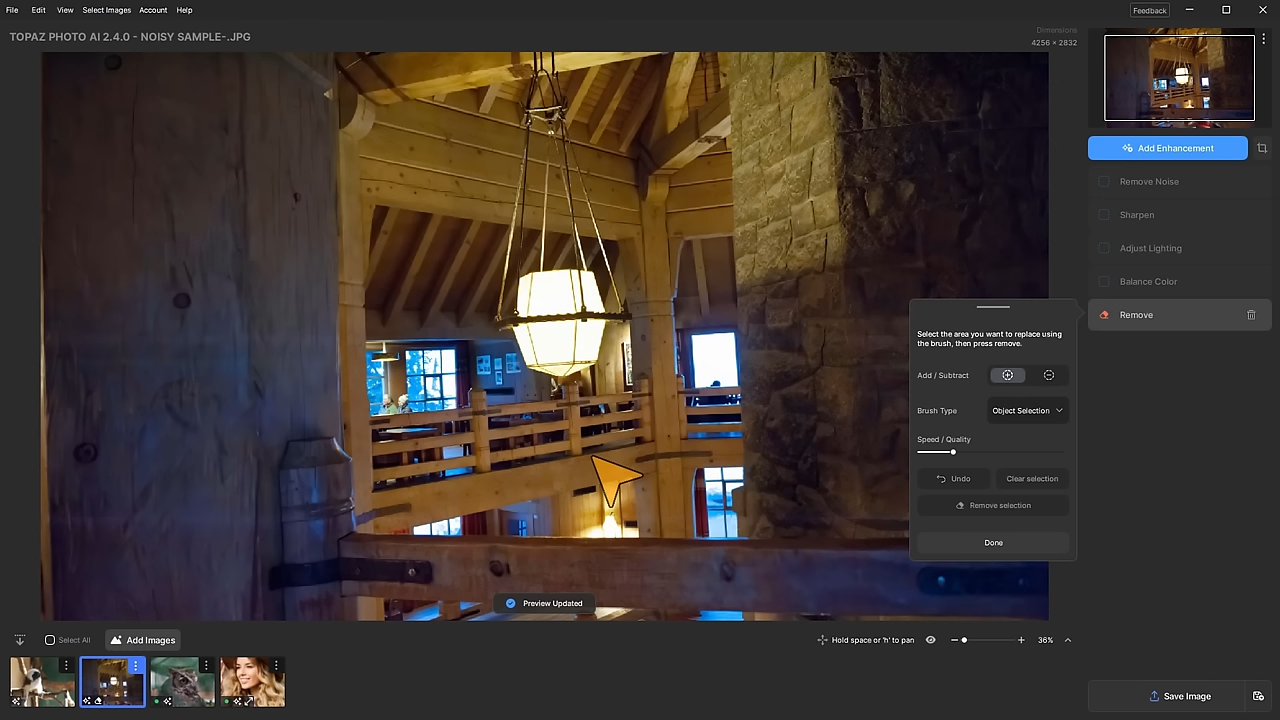 File Edit View Select Images Account Help Feedback
TOPAZ PHOTO AI 2.4.0 - NOISY SAMPLE-.JPG
Dimensions
4256 × 2832
Add Enhancement
Remove Noise
Sharpen
Adjust Lighting
Balance Color
Remove
Select the area you want to replace using
the brush, then press remove.
Add / Subtract
Brush Type Object Selection
Speed / Quality
Undo Clear selection
Remove selection
Done
Preview Updated
Select All Add Images Hold space or 'h' to pan 36%
Save Image